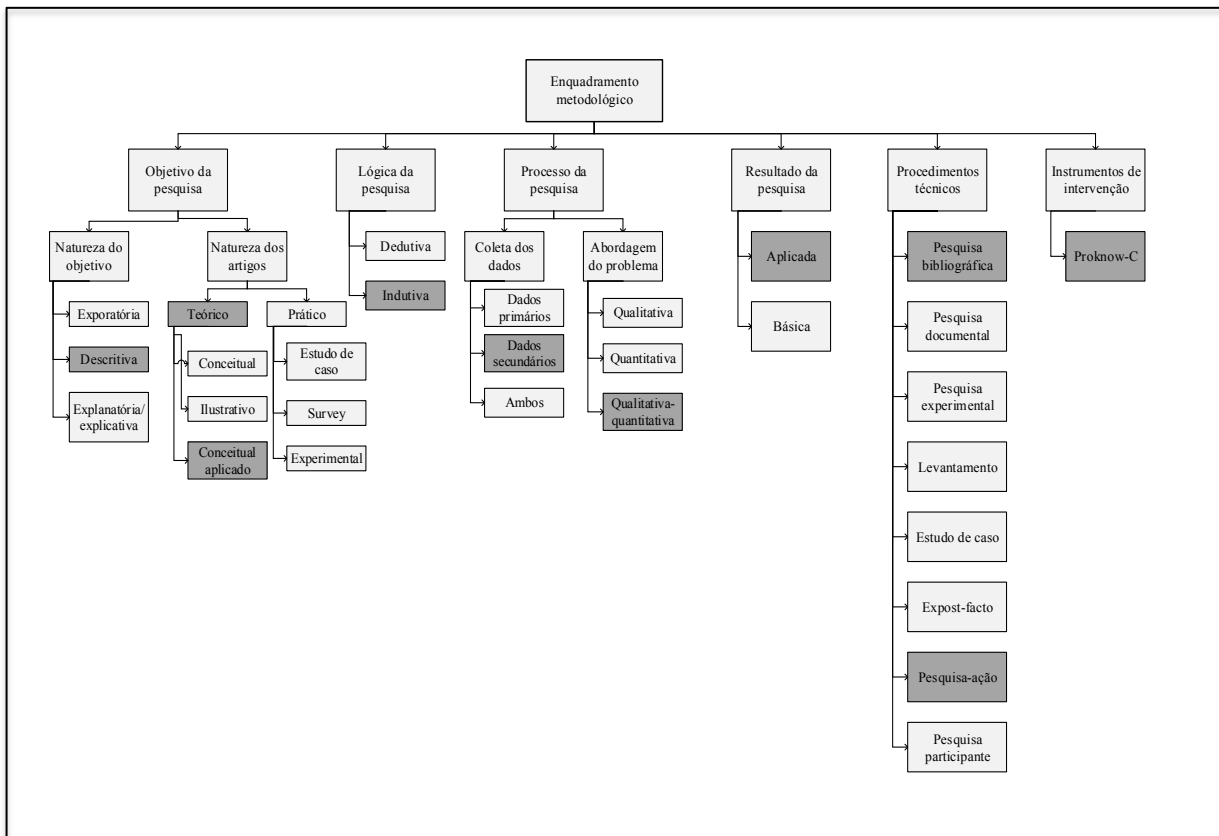 Enquadramento
metodológico
Objetivo da
pesquisa
Lógica da
pesquisa
Processo da
pesquisa
Resultado da
pesquisa
Procedimentos
técnicos
Instrumentos de
intervenção
Natureza do
objetivo
Exporatória
Descritiva
Explanatória/
explicativa
Natureza dos
artigos
Teórico
Conceitual
Ilustrativo
Conceitual
aplicado
Prático
Estudo de
caso
Survey
Experimental
Dedutiva
Indutiva
Coleta dos
dados
Dados
primários
Dados
secundários
Ambos
Abordagem
do problema
Qualitativa
Quantitativa
Qualitativa-
quantitativa
Aplicada
Básica
Pesquisa
bibliográfica
Pesquisa
documental
Pesquisa
experimental
Levantamento
Estudo de caso
Expost-facto
Pesquisa-ação
Pesquisa
participante
Proknow-C